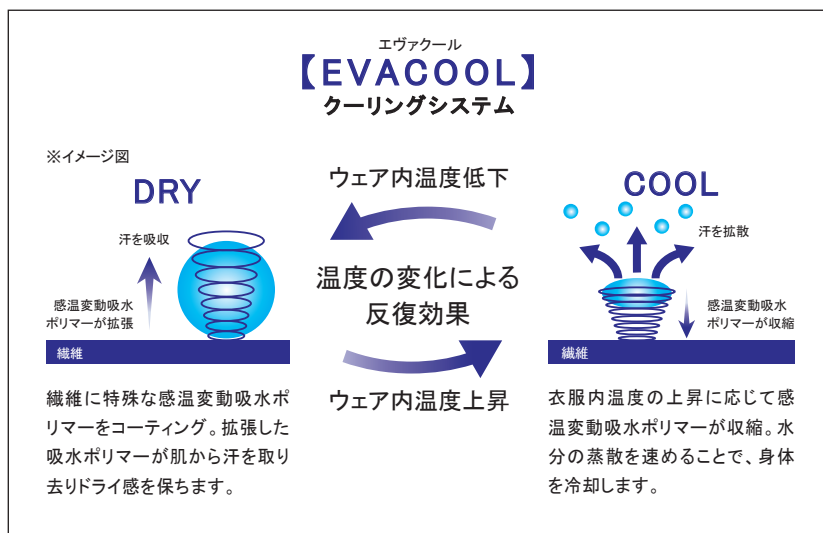 エヴァクール
【EVACOOL】
クーリングシステム
※イメージ図
DRY
汗を吸収
感温変動吸水
ポリマーが拡張
繊維
繊維に特殊な感温変動吸水ポ
リマーをコーティング。拡張した
吸水ポリマーが肌から汗を取り
去りドライ感を保ちます。
ウェア内温度低下
温度の変化による
反復効果
ウェア内温度上昇
COOL
汗を拡散
感温変動吸水
ポリマーが収縮
繊維
衣服内温度の上昇に応じて感
温変動吸水ポリマーが収縮。水
分の蒸散を速めることで、身体
を冷却します。